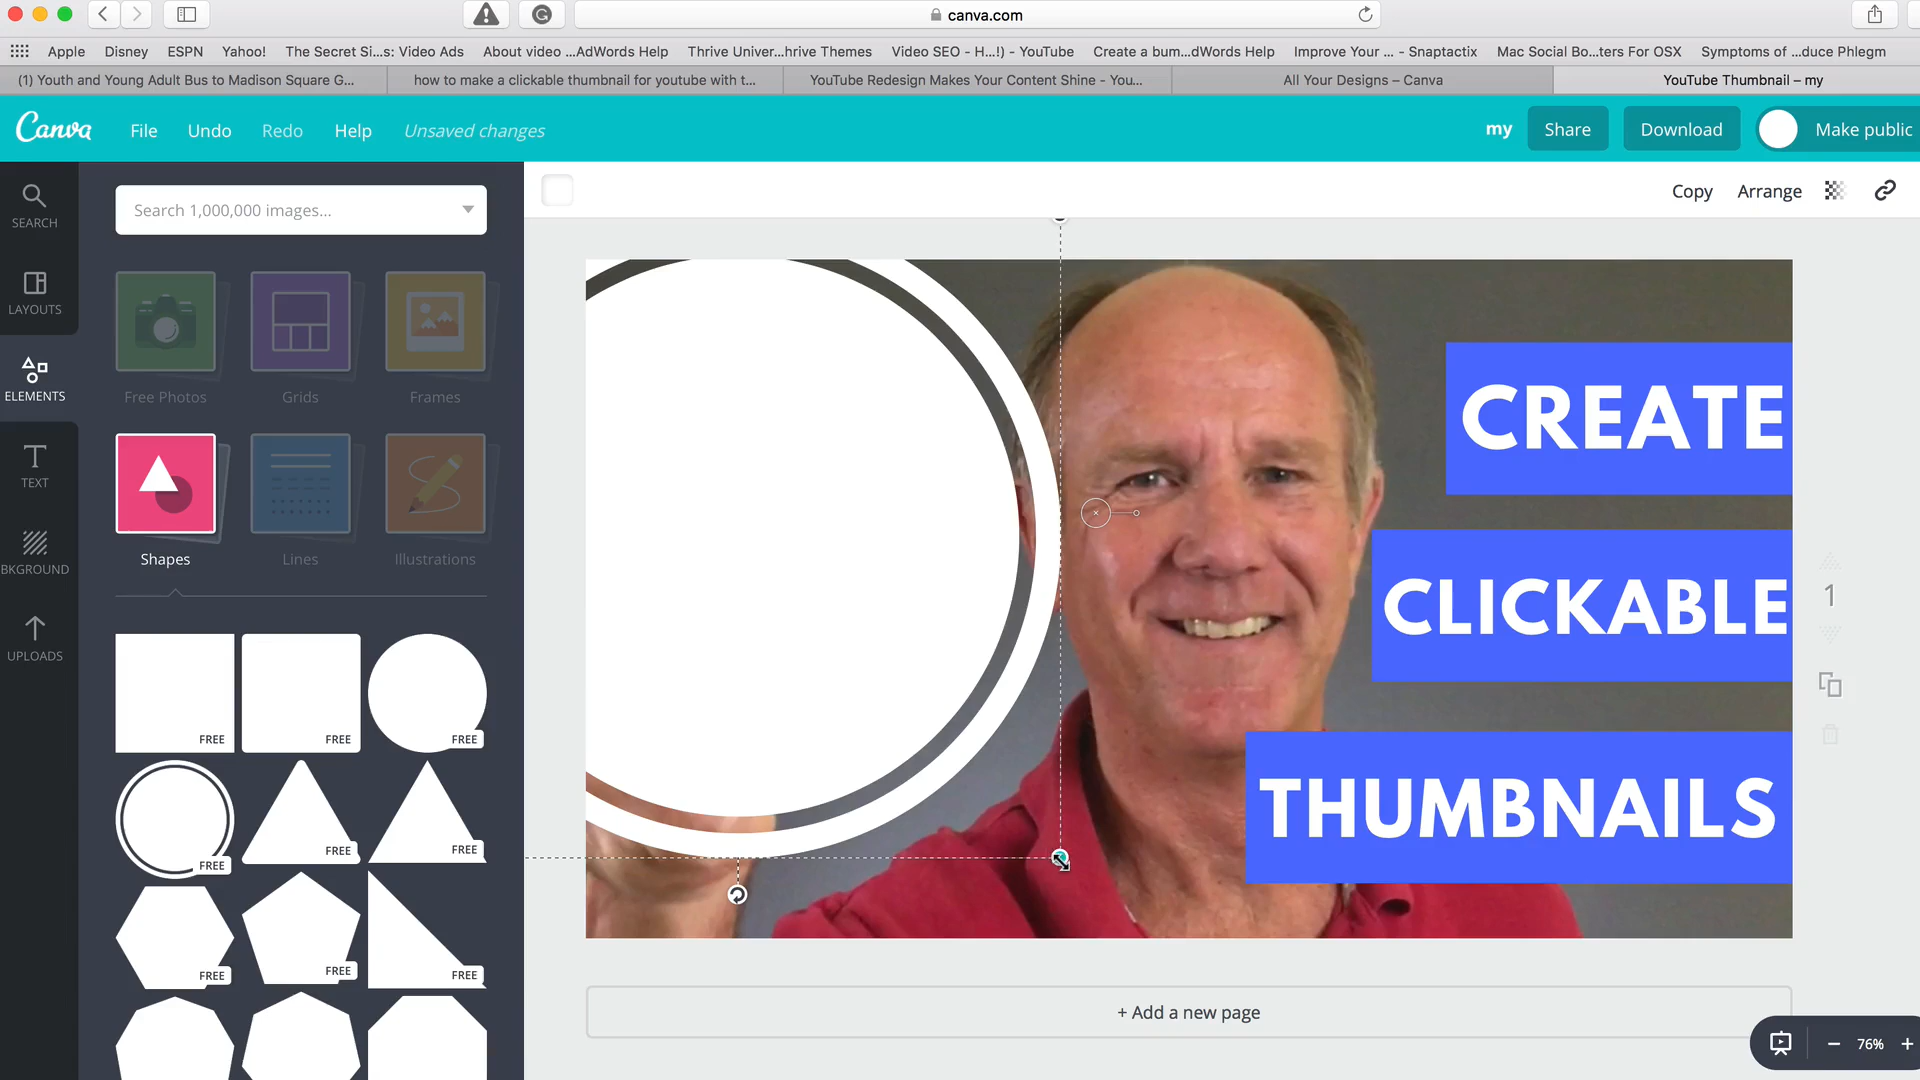 canva.com
Apple Disney ESPN Yahoo! The Secret Si...s: Video Ads About video ...AdWords Help Thrive Univer...hrive Themes Video SEO - H...!) - YouTube Create a bum...dWords Help Improve Your ... - Snaptactix Mac Social Bo...ters For OSX Symptoms of ...duce Phlegm
(1) Youth and Young Adult Bus to Madison Square G... how to make a clickable thumbnail for youtube with t... YouTube Redesign Makes Your Content Shine - You... All Your Designs – Canva YouTube Thumbnail – my
Canva File Undo Redo Help Unsaved changes my Share Download Make public
Search 1,000,000 images...
Copy Arrange
SEARCH
LAYOUTS
ELEMENTS
TEXT
BKGROUND
UPLOADS
Free Photos Grids Frames
Shapes Lines Illustrations
FREE FREE FREE
FREE FREE FREE
FREE FREE FREE
CREATE
CLICKABLE
THUMBNAILS
1
+ Add a new page
76%